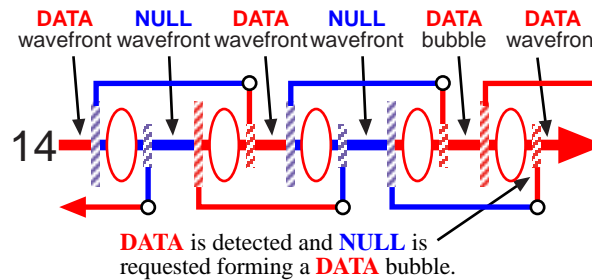 DATA NULL DATA NULL DATA DATA
wavefront wavefront wavefront wavefront bubble wavefron
14
DATA is detected and NULL is
requested forming a DATA bubble.